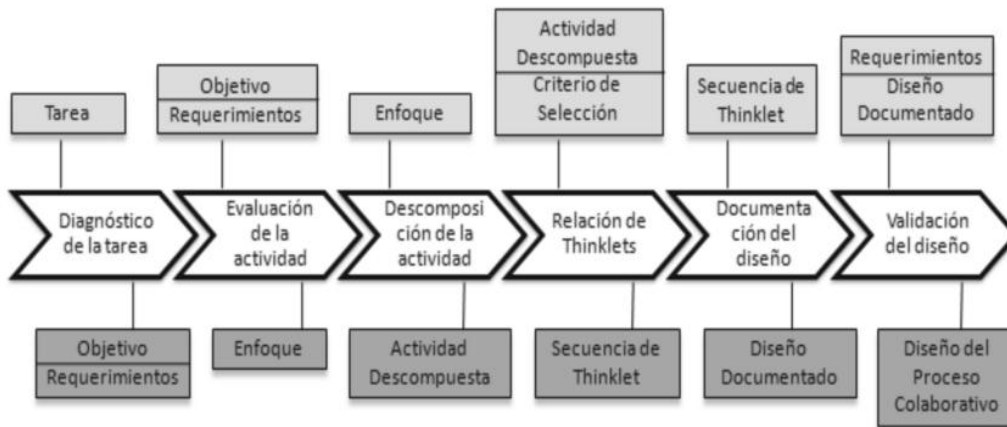 Tarea
Objetivo
Requerimientos
Enfoque
Actividad
Descompuesta
Criterio de
Selección
Secuencia de
Thinklet
Requerimientos
Diseño
Documentado
Diagnóstico
de la tarea
Evaluación
de la
actividad
Descomposi
ción de la
actividad
Relación de
Thinklets
Documenta
ción del
diseño
Validación
del diseño
Objetivo
Requerimientos
Enfoque
Actividad
Descompuesta
Secuencia de
Thinklet
Diseño
Documentado
Diseño del
Proceso
Colaborativo